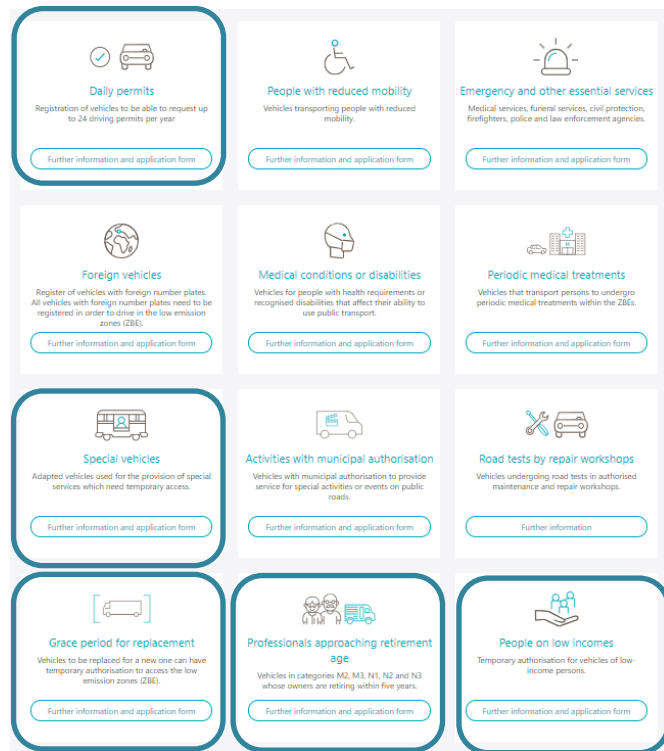 Daily permits
Registration of vehicles to be able to request up
to 24 driving permits per year
Further information and application form
People with reduced mobility
Vehicles transporting people with reduced
mobility.
Further information and application form
Emergency and other essential services
Medical services, funeral services, civil protection,
firefighters, police and law enforcement agencies.
Further information and application form
Foreign vehicles
Register of vehicles with foreign number plates.
All vehicles with foreign number plates need to be
registered in order to drive in the low emission
zones (ZBE).
Further information and application form
Medical conditions or disabilities
Vehicles for people with health requirements or
recognised disabilities that affect their ability to
use public transport.
Further information and application form
Periodic medical treatments
Vehicles that transport persons to undergo
periodic medical treatments within the ZBEs.
Further information and application form
Special vehicles
Adapted vehicles used for the provision of special
services which need temporary access.
Further information and application form
Activities with municipal authorisation
Vehicles with municipal authorisation to provide
service for special activities or events on public
roads.
Further information and application form
Road tests by repair workshops
Vehicles undergoing road tests in authorised
maintenance and repair workshops.
Further information
Grace period for replacement
Vehicles to be replaced for a new one can have
temporary authorisation to access the low
emission zones (ZBE).
Further information and application form
Professionals approaching retirement
age
Vehicles in categories M2, M3, N1, N2 and N3
whose owners are retiring within five years.
Further information and application form
People on low incomes
Temporary authorisation for vehicles of low-
income persons.
Further information and application form